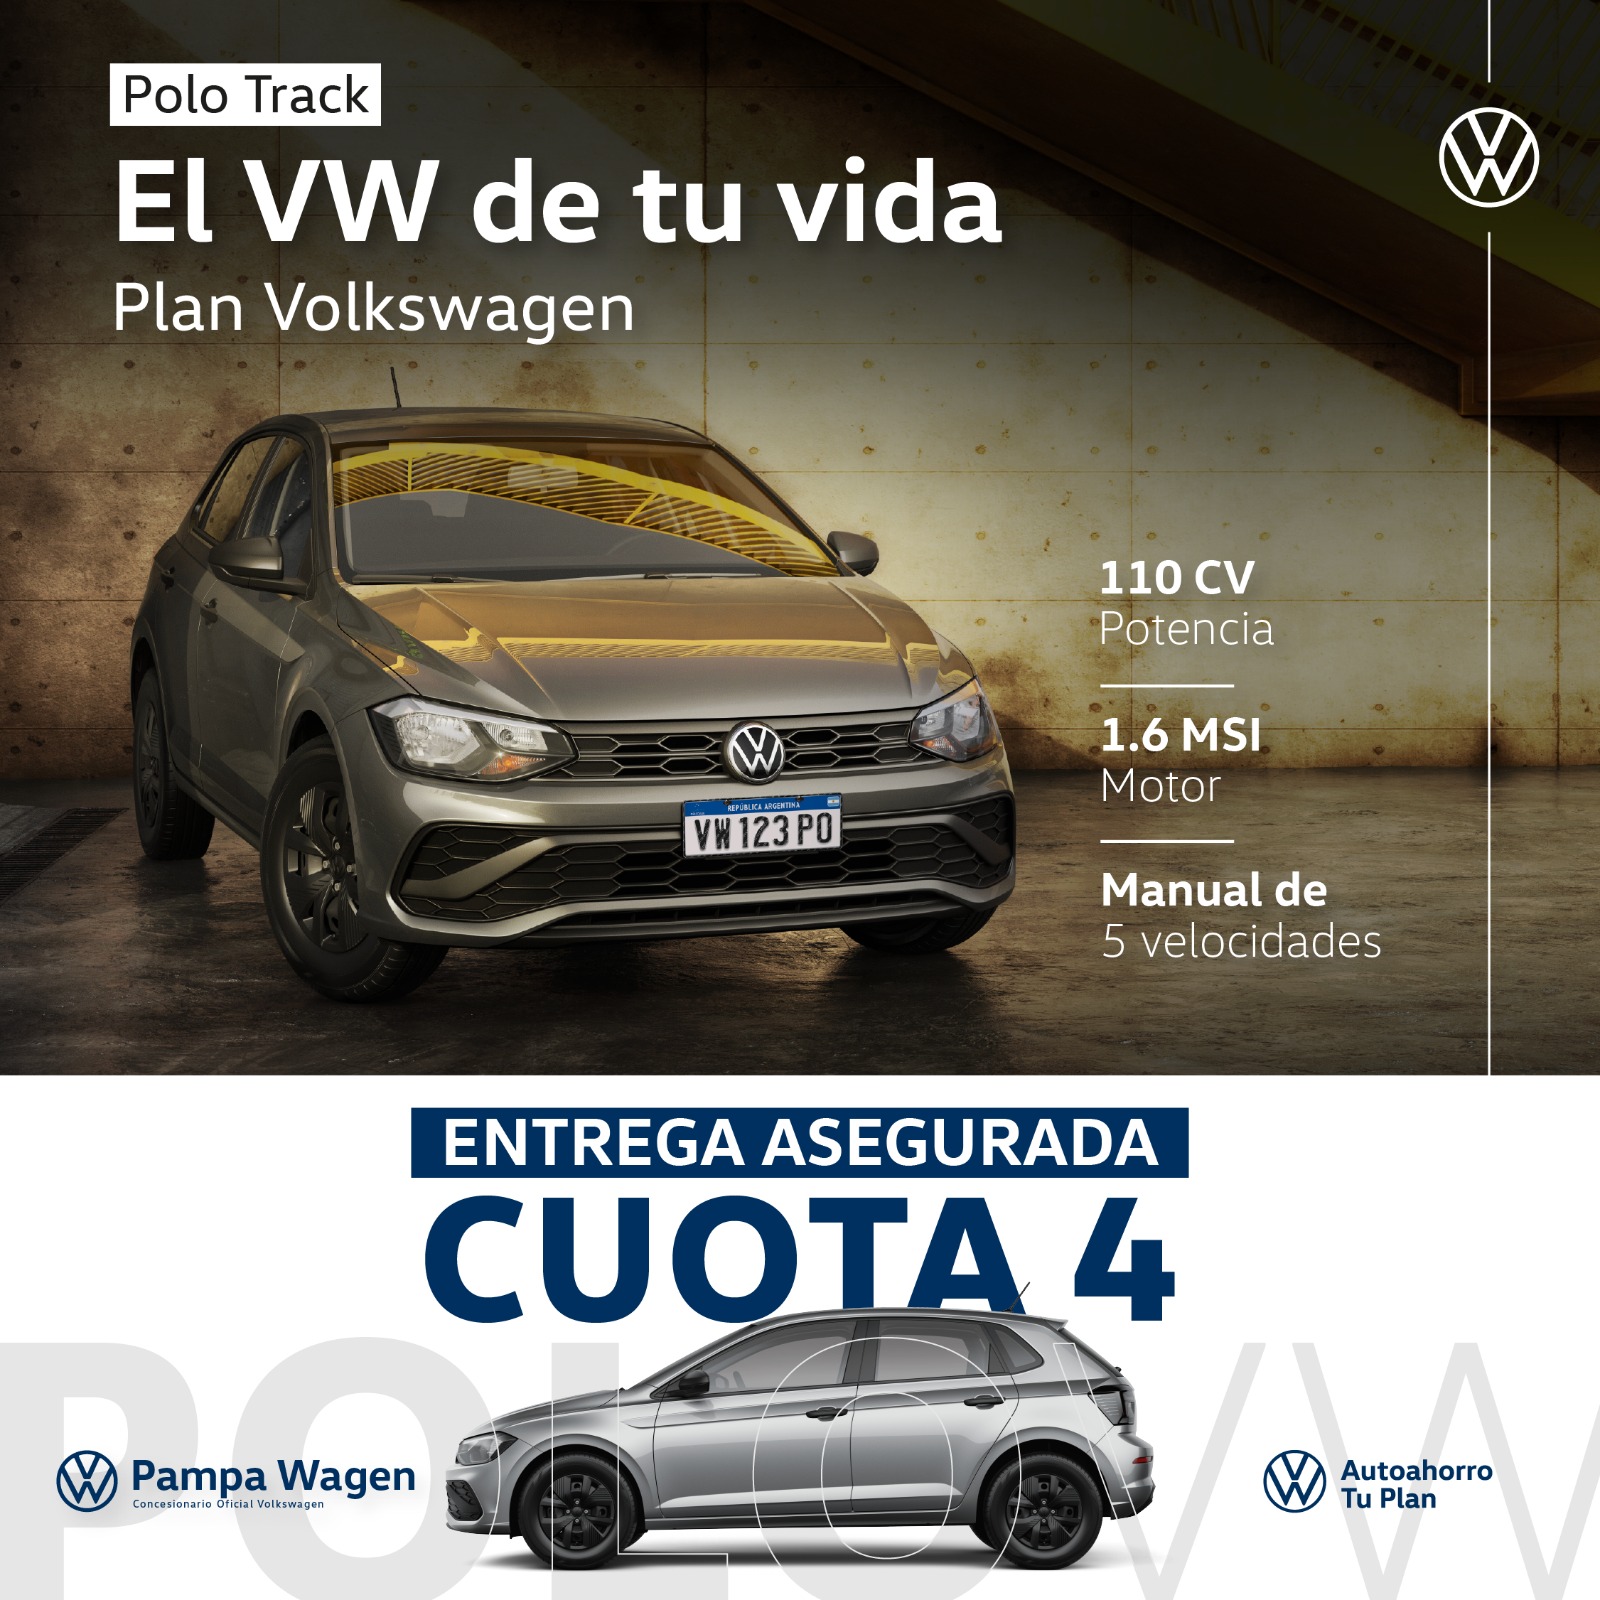 Polo Track
El VW de tu vida
Plan Volkswagen
110 CV
Potencia
1.6 MSI
Motor
Manual de
5 velocidades
REPÚBLICA ARGENTINA
VW 123 PO
ENTREGA ASEGURADA
CUOTA 4
POLO VW
Pampa Wagen
Concesionario Oficial Volkswagen
Autoahorro
Tu Plan